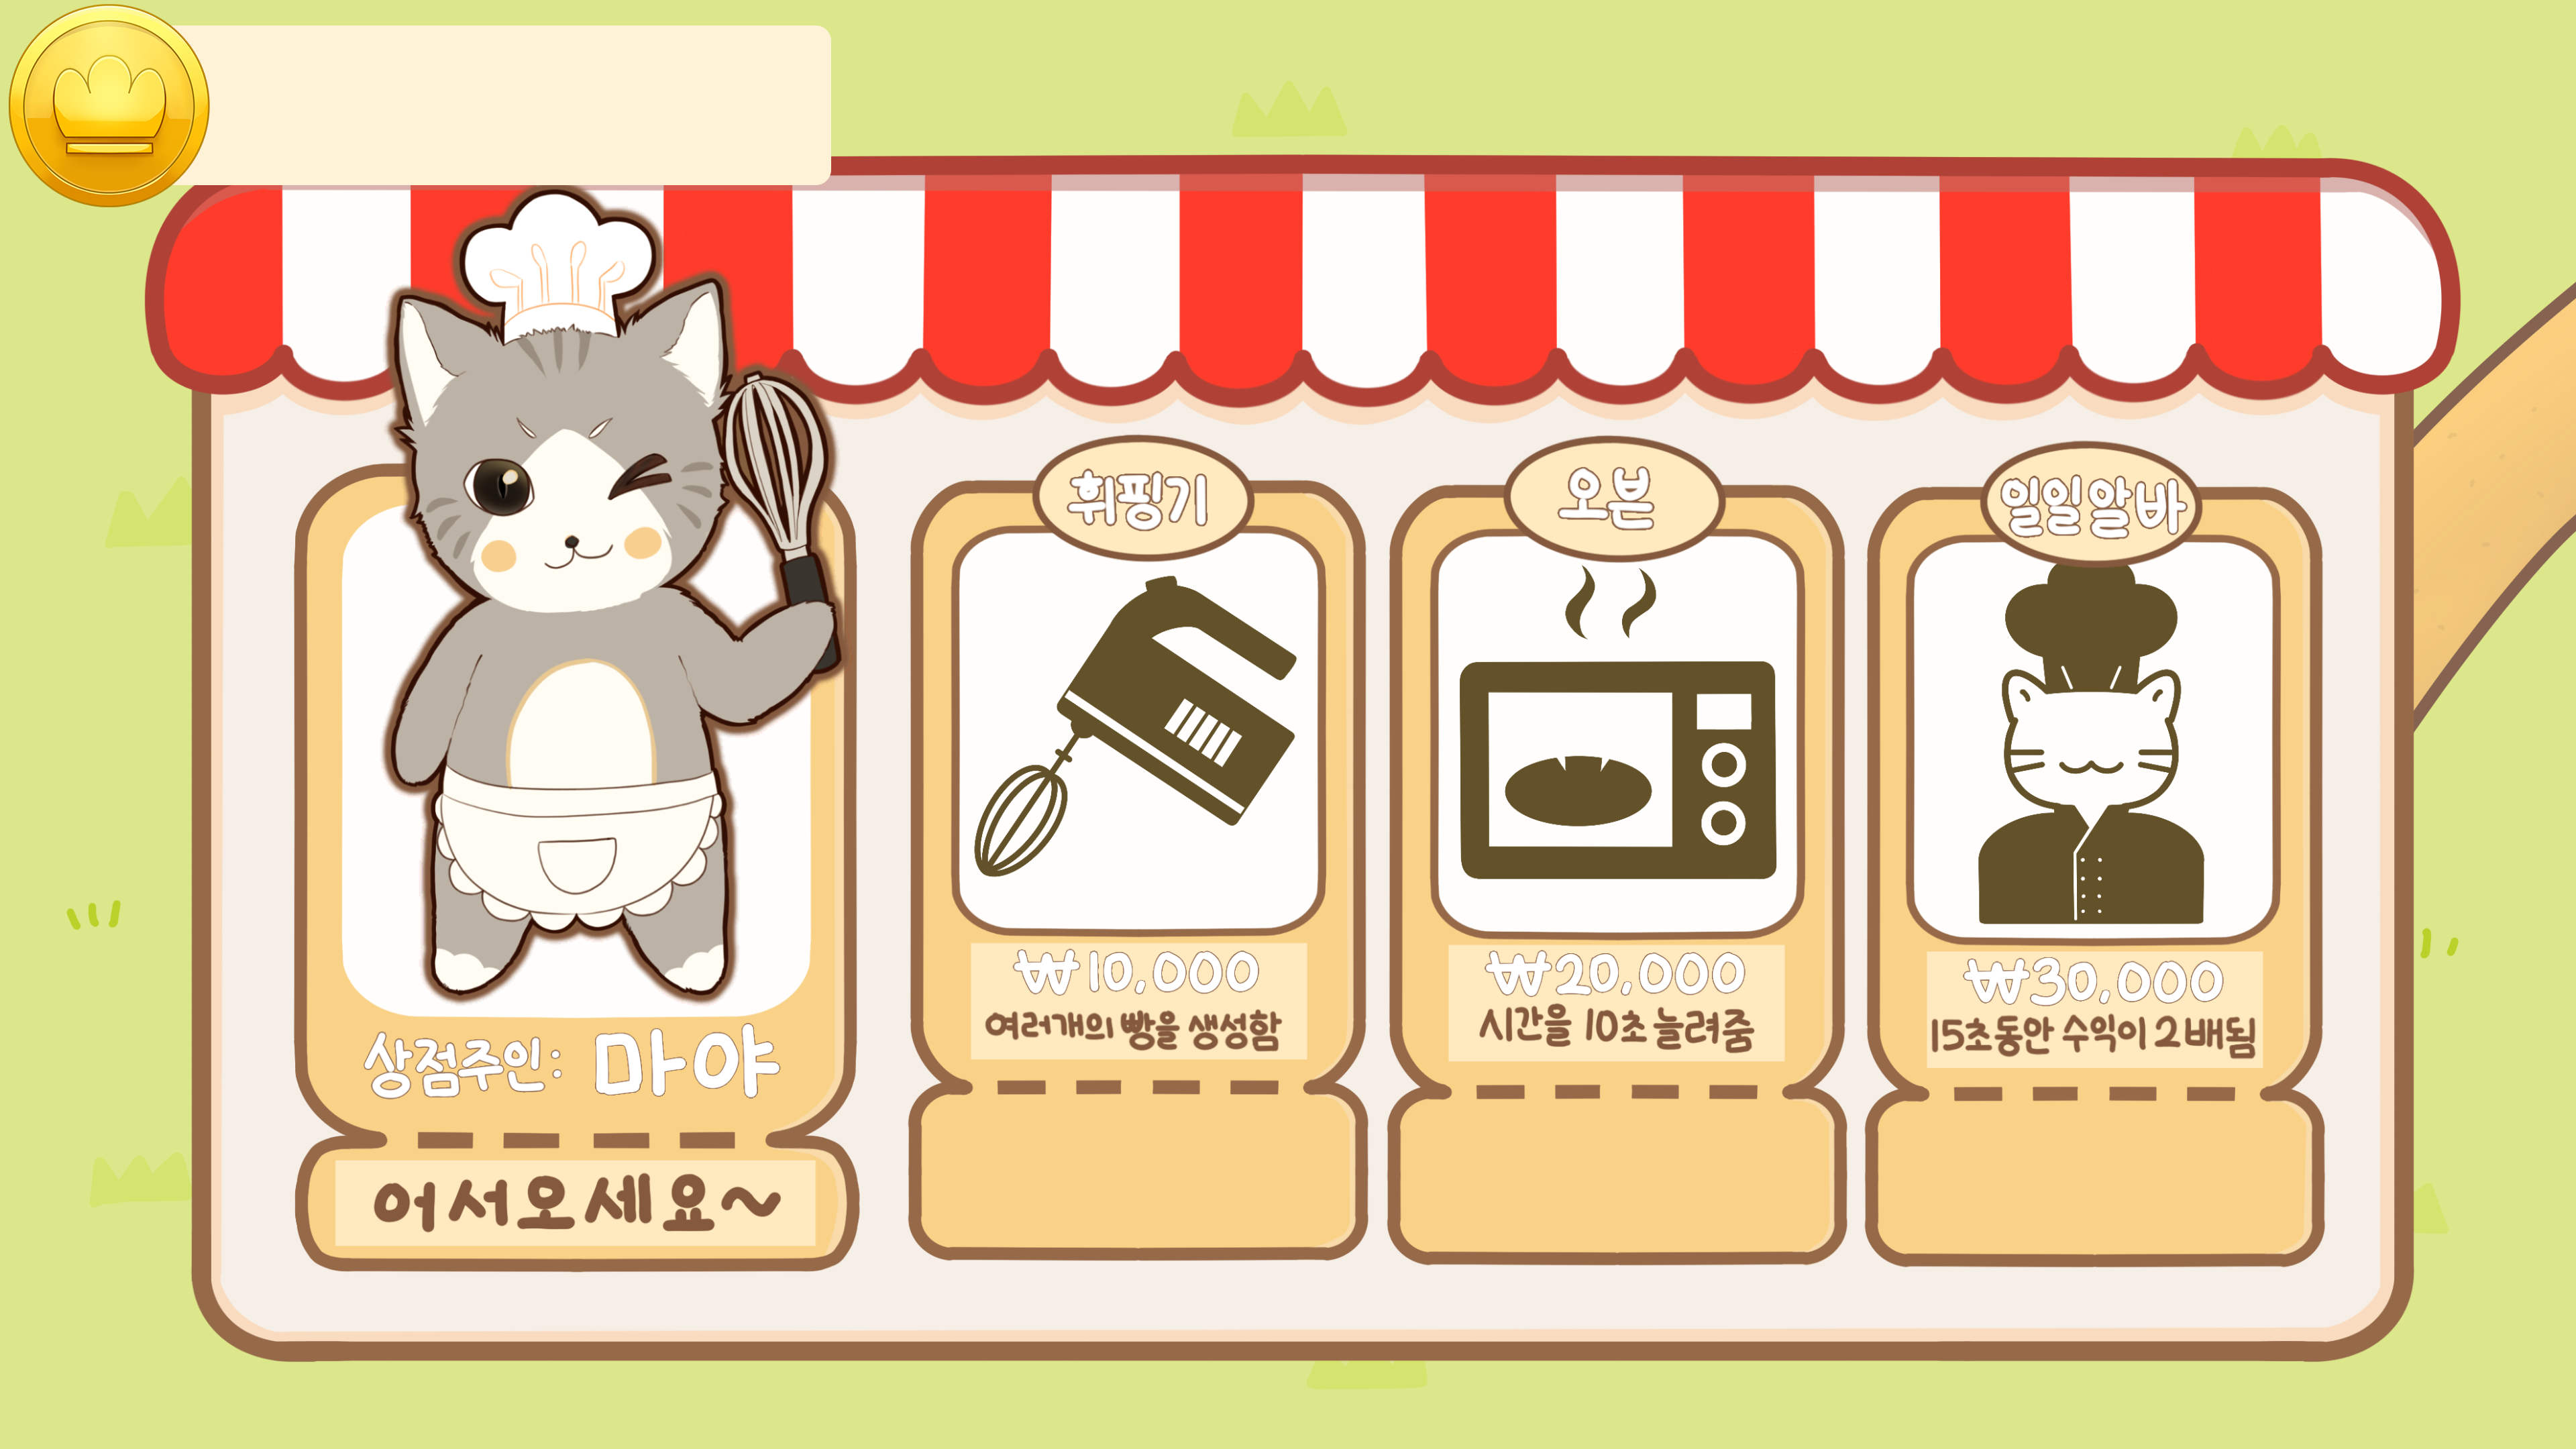 휘핑기
오븐
일일알바
₩10,000
여러개의 빵을 생성함
₩20,000
시간을 10초 늘려줌
₩30,000
15초동안 수익이 2배됨
상점주인: 마야
어서오세요~